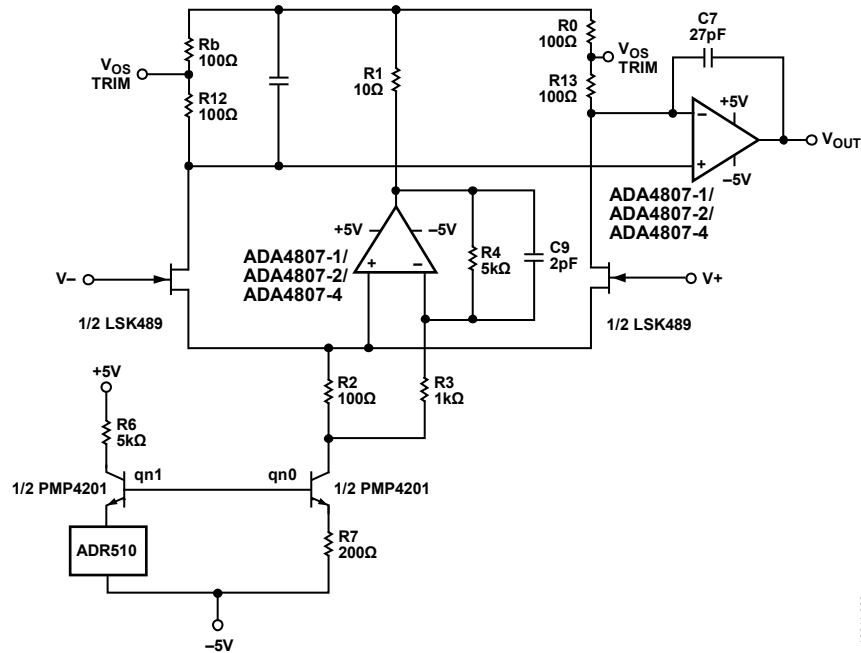 Rb
100Ω
VOS
TRIM
R12
100Ω
R1
10Ω
R0
100Ω
VOS
TRIM
R13
100Ω
C7
27pF
–
+5V
+
–5V
VOUT
ADA4807-1/
ADA4807-2/
ADA4807-4
+5V
–5V
+
–
ADA4807-1/
ADA4807-2/
ADA4807-4
R4
5kΩ
C9
2pF
V–
1/2 LSK489
V+
1/2 LSK489
R2
100Ω
R3
1kΩ
+5V
R6
5kΩ
1/2 PMP4201
qn1
qn0
1/2 PMP4201
ADR510
R7
200Ω
–5V